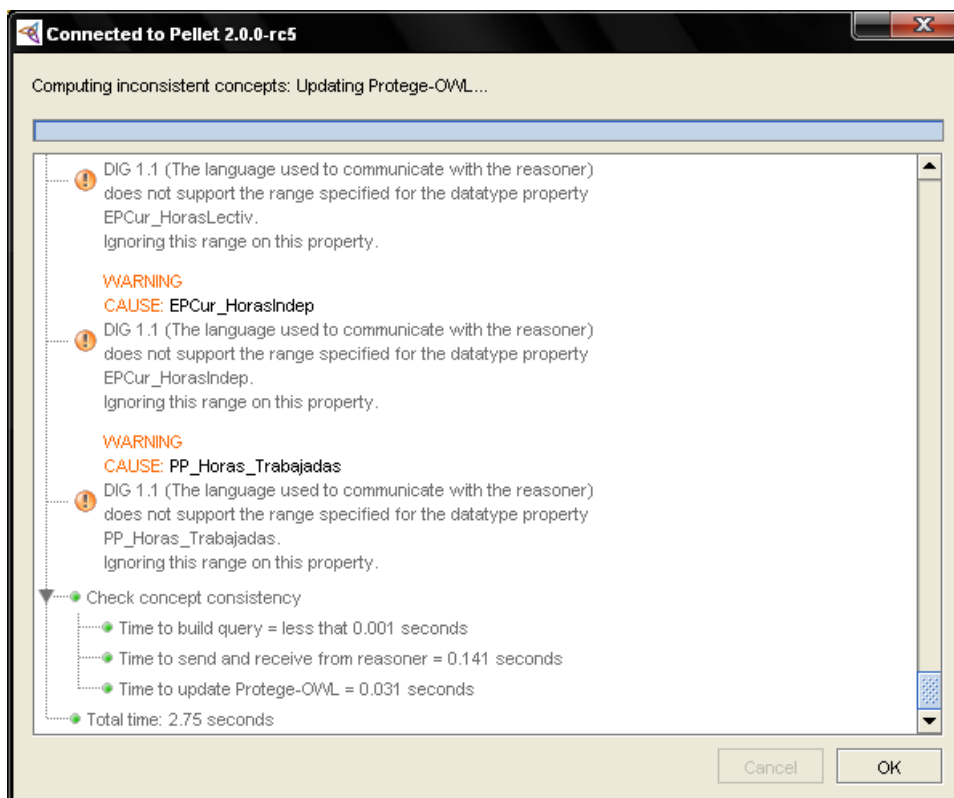 Connected to Pellet 2.0.0-rc5
Computing inconsistent concepts: Updating Protege-OWL...
DIG 1.1 (The language used to communicate with the reasoner)
does not support the range specified for the datatype property
EPCur_HorasLectiv.
Ignoring this range on this property.
WARNING
CAUSE: EPCur_HorasIndep
DIG 1.1 (The language used to communicate with the reasoner)
does not support the range specified for the datatype property
EPCur_HorasIndep.
Ignoring this range on this property.
WARNING
CAUSE: PP_Horas_Trabajadas
DIG 1.1 (The language used to communicate with the reasoner)
does not support the range specified for the datatype property
PP_Horas_Trabajadas.
Ignoring this range on this property.
Check concept consistency
Time to build query = less that 0.001 seconds
Time to send and receive from reasoner = 0.141 seconds
Time to update Protege-OWL = 0.031 seconds
Total time: 2.75 seconds
Cancel OK